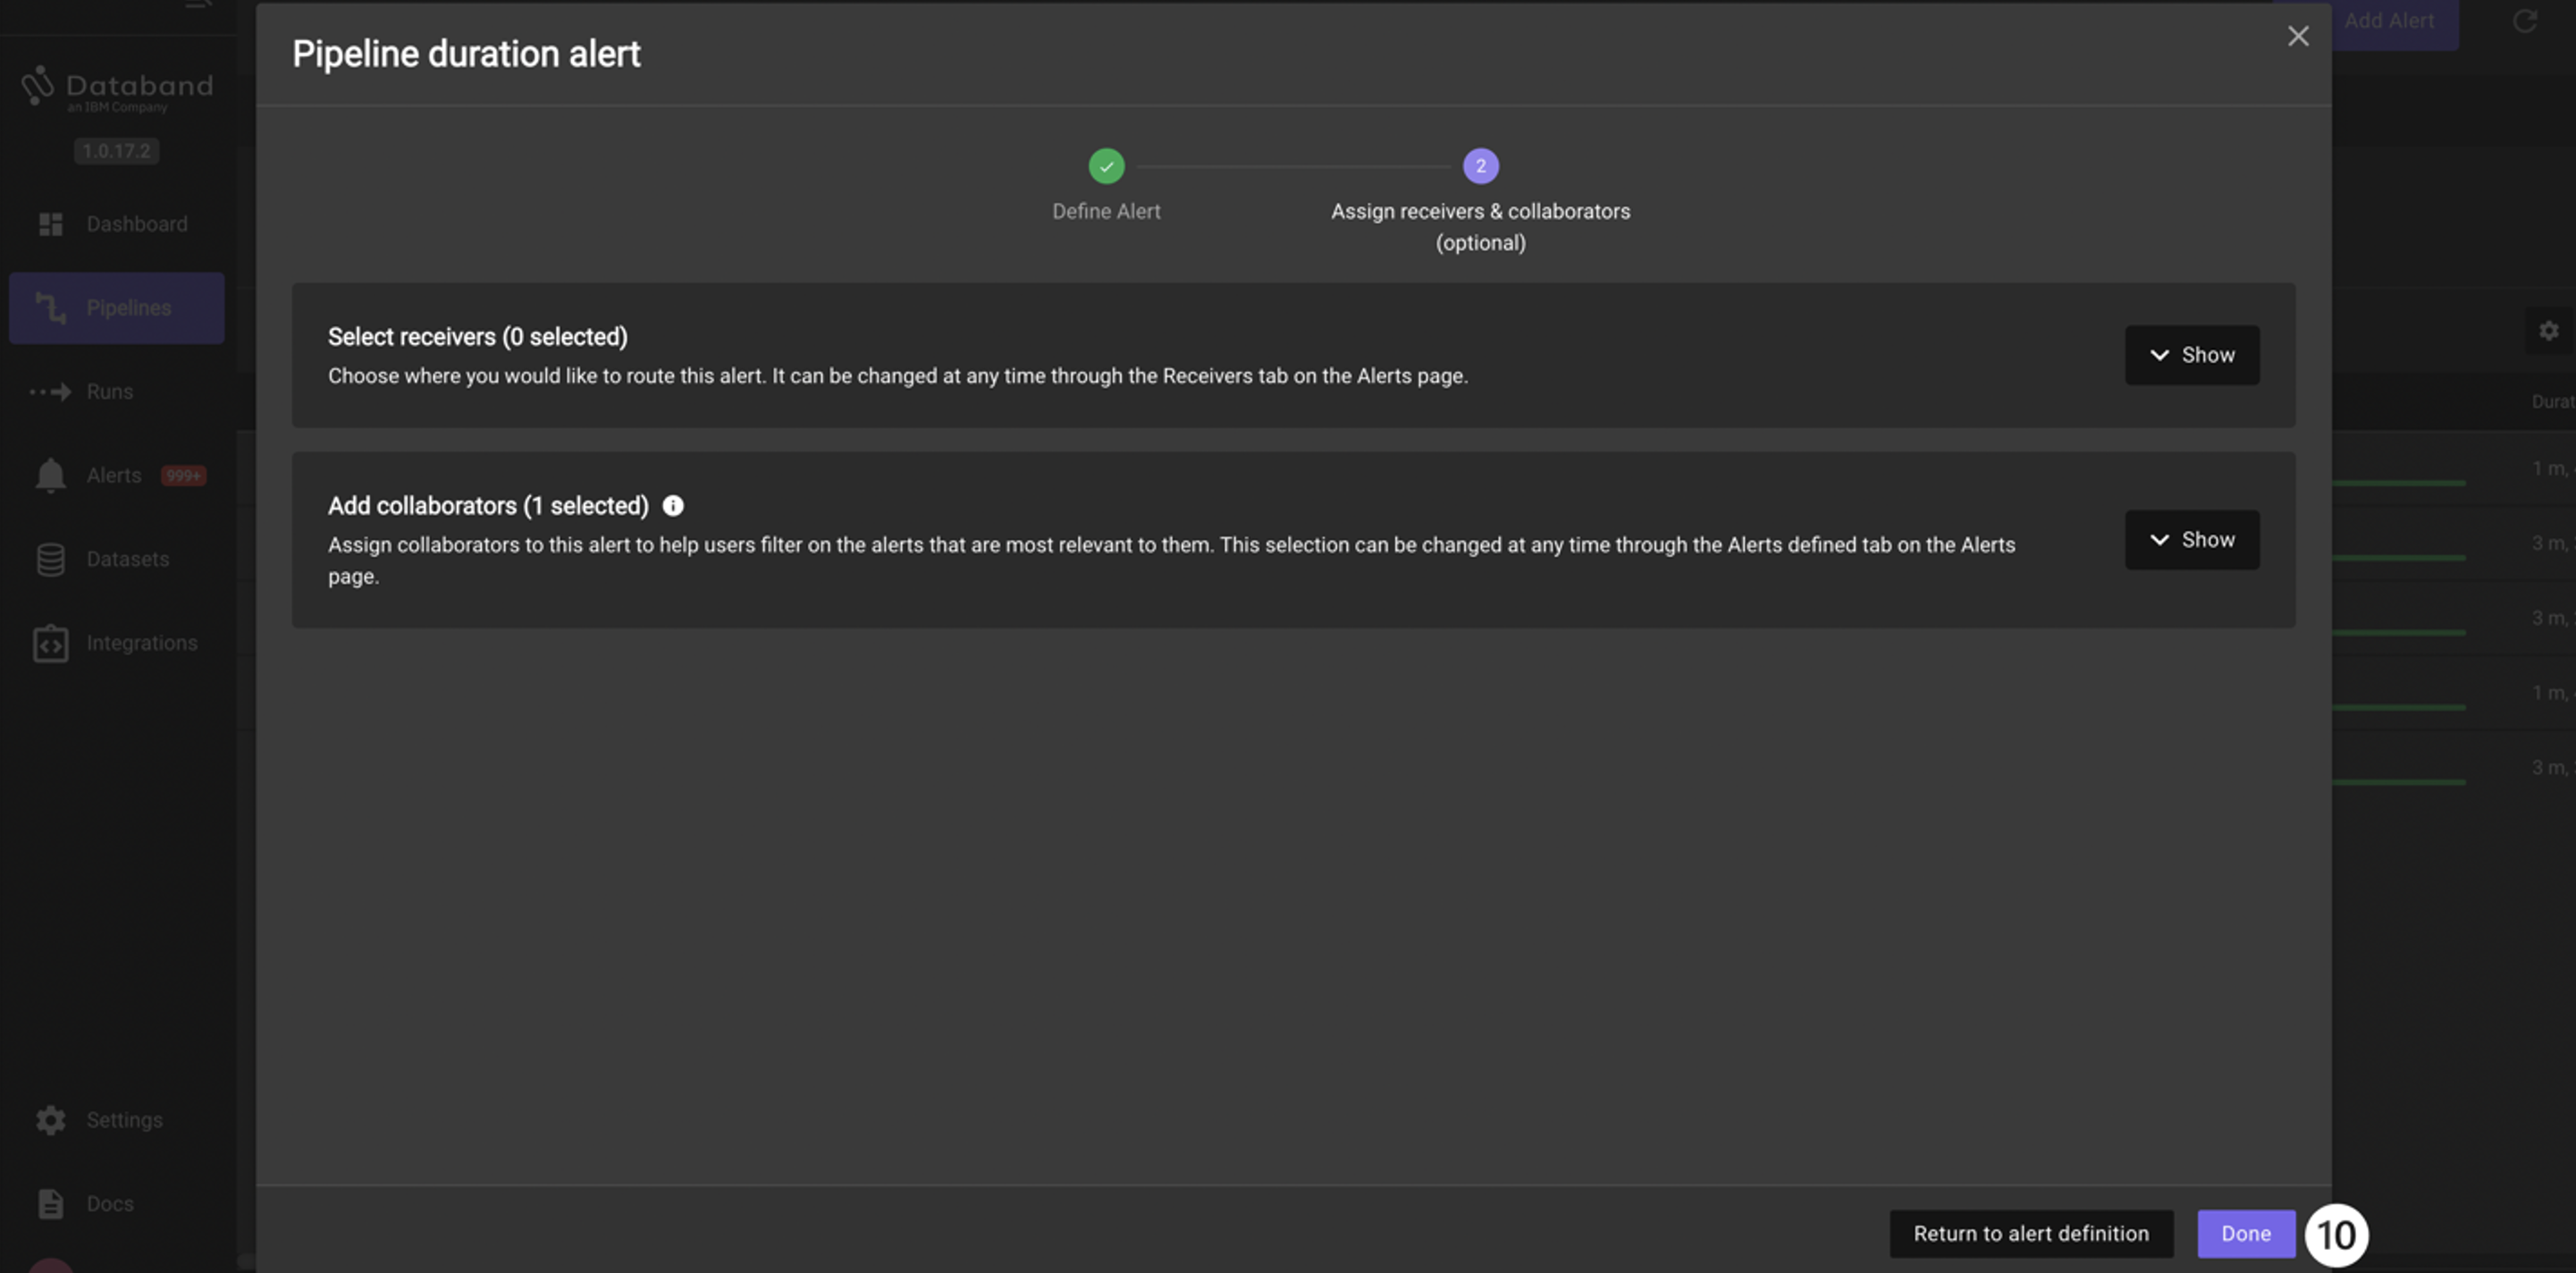 Pipeline duration alert
Add Alert
Databand
an IBM Company
1.0.17.2
Dashboard
Pipelines
Runs
Alerts 999+
Datasets
Integrations
Settings
Docs
2
Define Alert
Assign receivers & collaborators
(optional)
Select receivers (0 selected)
Choose where you would like to route this alert. It can be changed at any time through the Receivers tab on the Alerts page.
Show
Add collaborators (1 selected)
Assign collaborators to this alert to help users filter on the alerts that are most relevant to them. This selection can be changed at any time through the Alerts defined tab on the Alerts
page.
Show
Durat
1 m,
3 m,
3 m,
1 m,
3 m,
Return to alert definition
Done
10